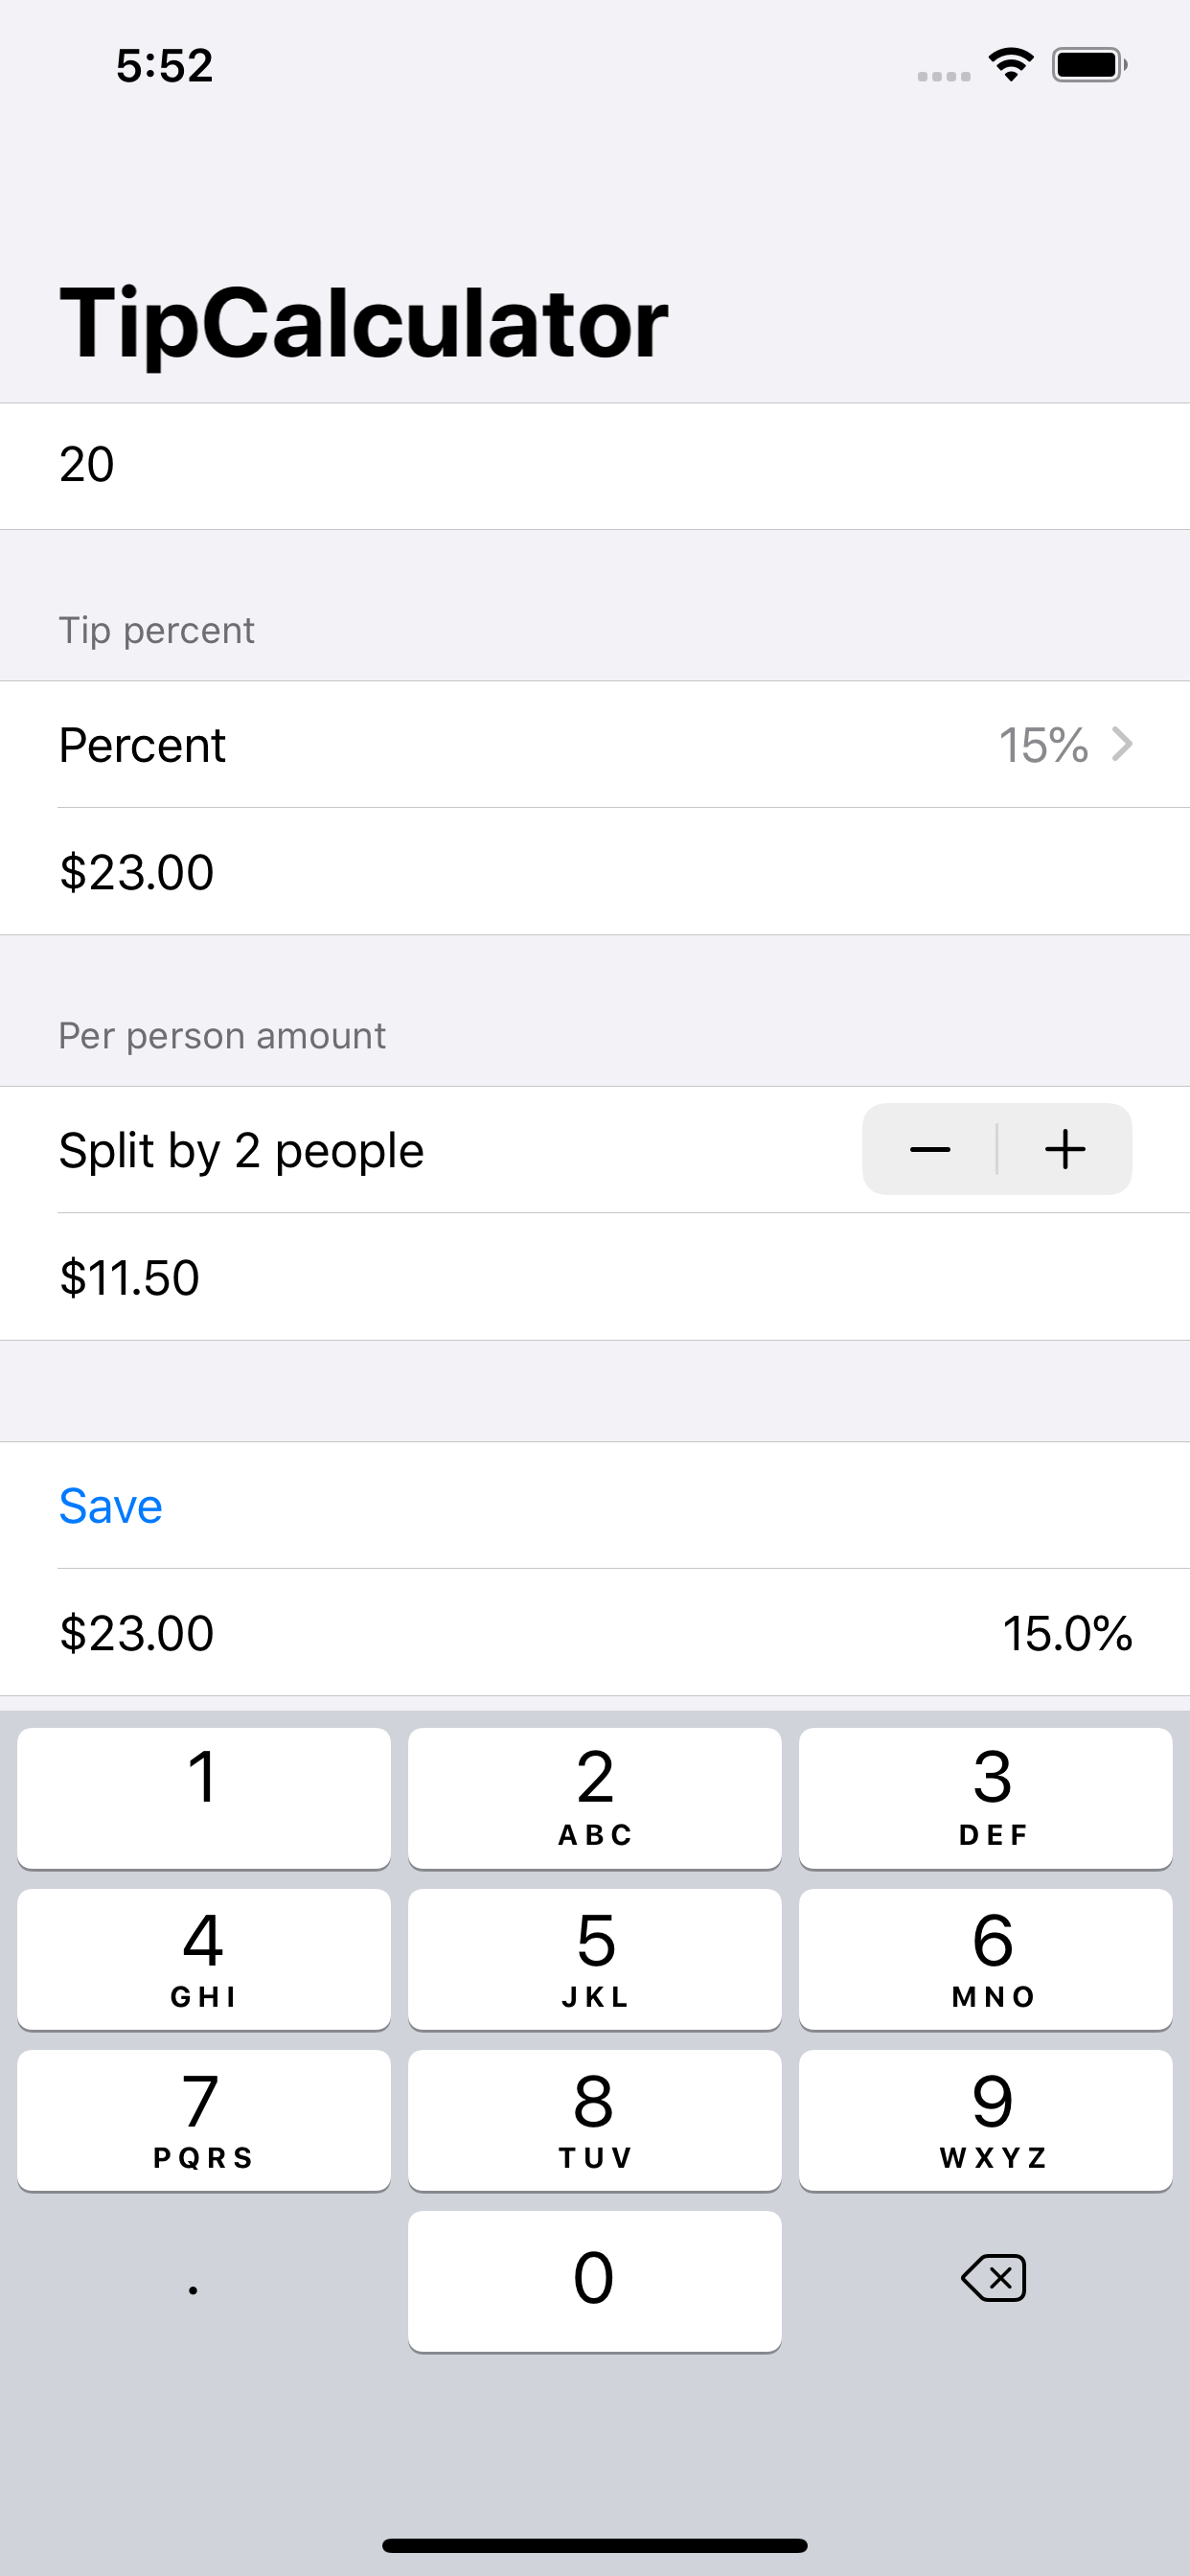 5:52
TipCalculator
20
Tip percent
Percent 15%
$23.00
Per person amount
Split by 2 people − +
$11.50
Save
$23.00 15.0%
1 2 3
ABC DEF
4 5 6
GHI JKL MNO
7 8 9
PQRS TUV WXYZ
. 0